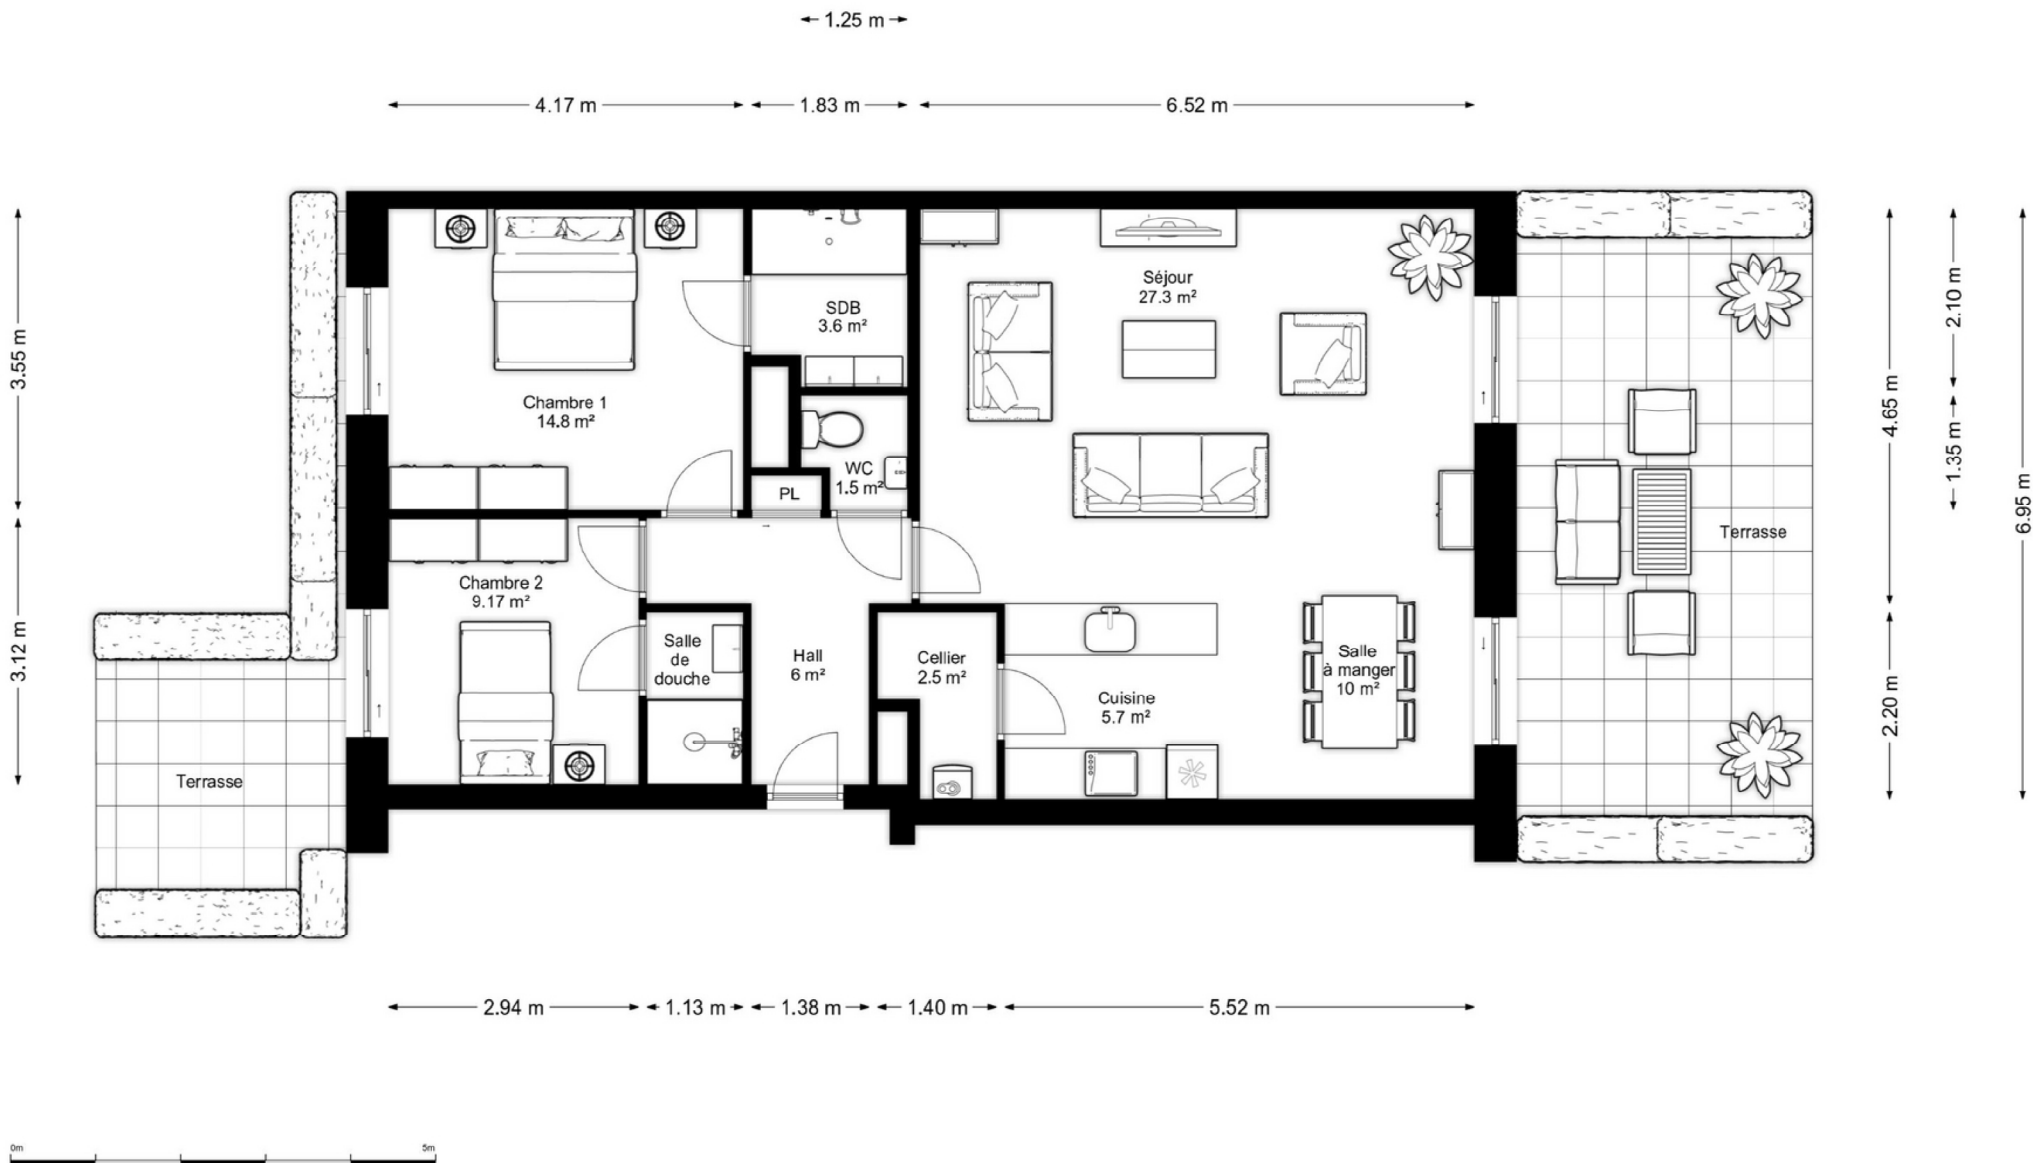 1.25 m
4.17 m
1.83 m
6.52 m
3.55 m
3.12 m
Chambre 1
14.8 m²
SDB
3.6 m²
WC
1.5 m²
PL
Séjour
27.3 m²
Chambre 2
9.17 m²
Salle
de
douche
Hall
6 m²
Cellier
2.5 m²
Cuisine
5.7 m²
Salle
à manger
10 m²
Terrasse
Terrasse
4.65 m
2.20 m
2.10 m
1.35 m
6.95 m
2.94 m
1.13 m
1.38 m
1.40 m
5.52 m
0m
5m